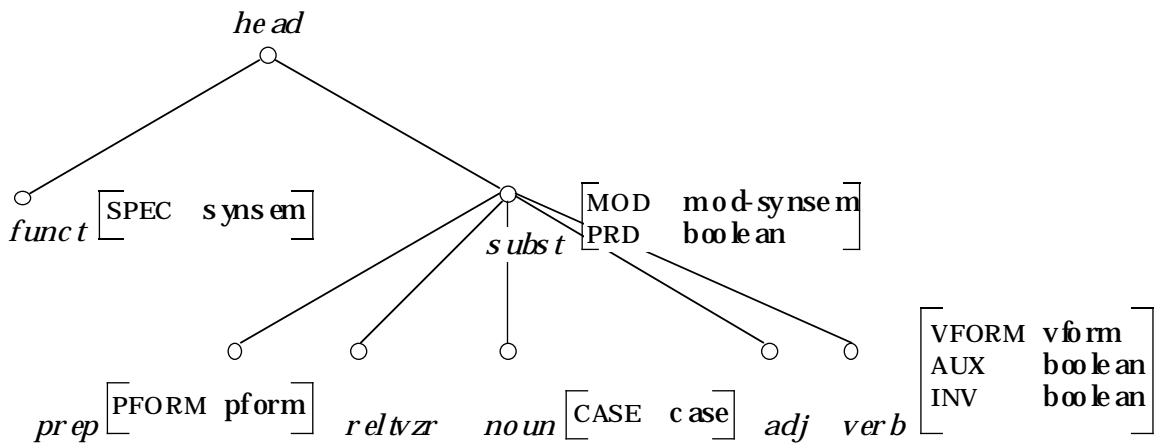 head
funct [SPEC synsem]
subst [MOD mod-synsem
PRD boolean]
prep [PFORM pform]
reltvzr
noun [CASE case]
adj
verb [VFORM vform
AUX boolean
INV boolean]